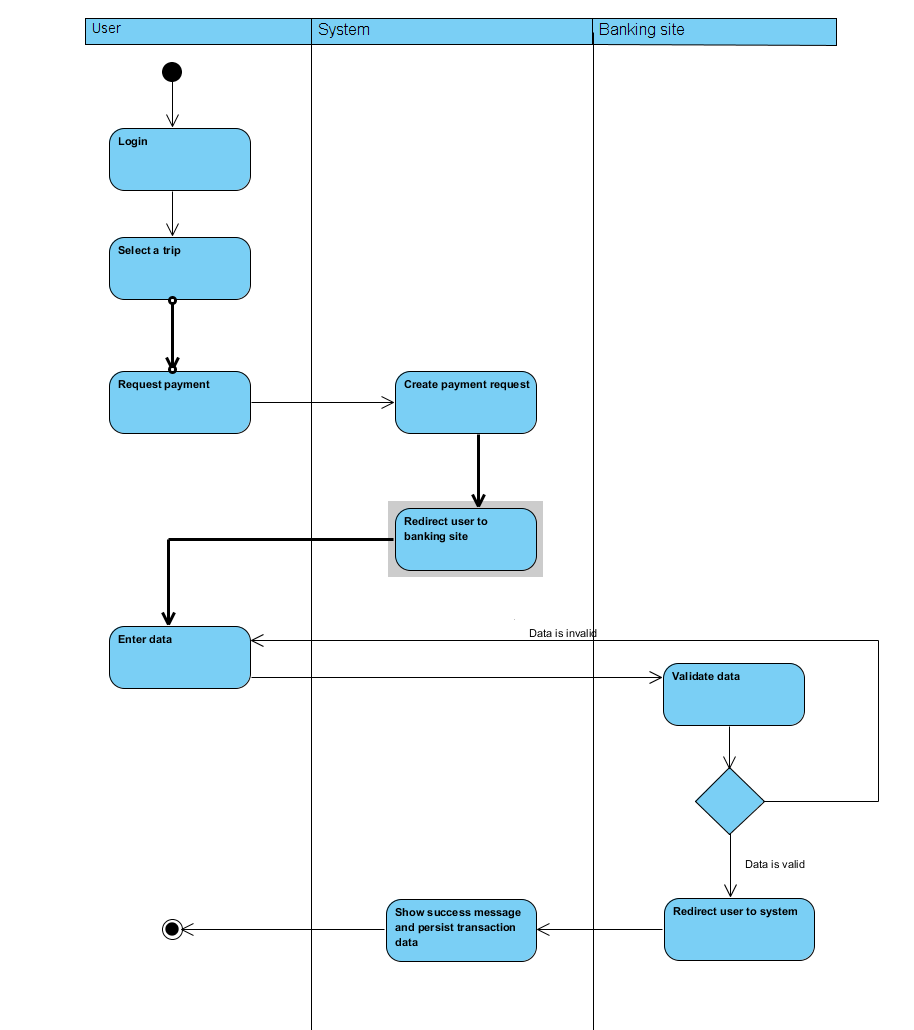 User
System
Banking site
Login
Select a trip
Request payment
Create payment request
Redirect user to
banking site
Enter data
Data is invalid
Validate data
Data is valid
Show success message
and persist transaction
data
Redirect user to system